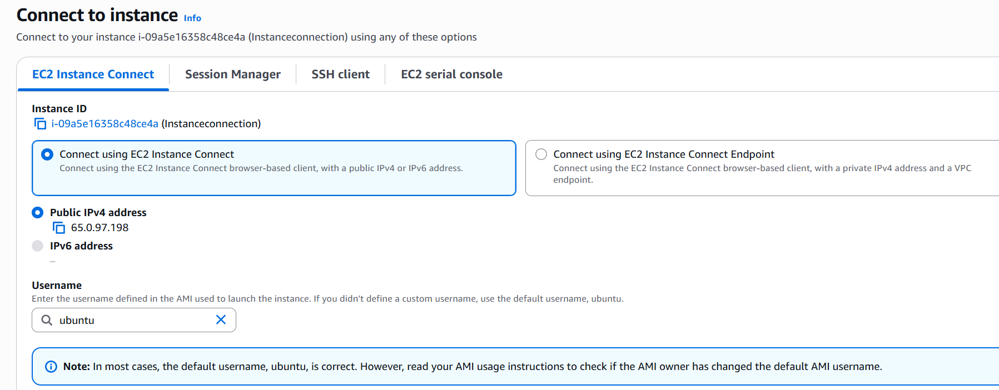 Connect to instance Info
Connect to your instance i-09a5e16358c48ce4a (Instanceconnection) using any of these options
EC2 Instance Connect Session Manager SSH client EC2 serial console
Instance ID
i-09a5e16358c48ce4a (Instanceconnection)
Connect using EC2 Instance Connect
Connect using the EC2 Instance Connect browser-based client, with a public IPv4 or IPv6 address.
Connect using EC2 Instance Connect Endpoint
Connect using the EC2 Instance Connect browser-based client, with a private IPv4 address and a VPC
endpoint.
Public IPv4 address
65.0.97.198
IPv6 address
–
Username
Enter the username defined in the AMI used to launch the instance. If you didn't define a custom username, use the default username, ubuntu.
ubuntu
Note: In most cases, the default username, ubuntu, is correct. However, read your AMI usage instructions to check if the AMI owner has changed the default AMI username.